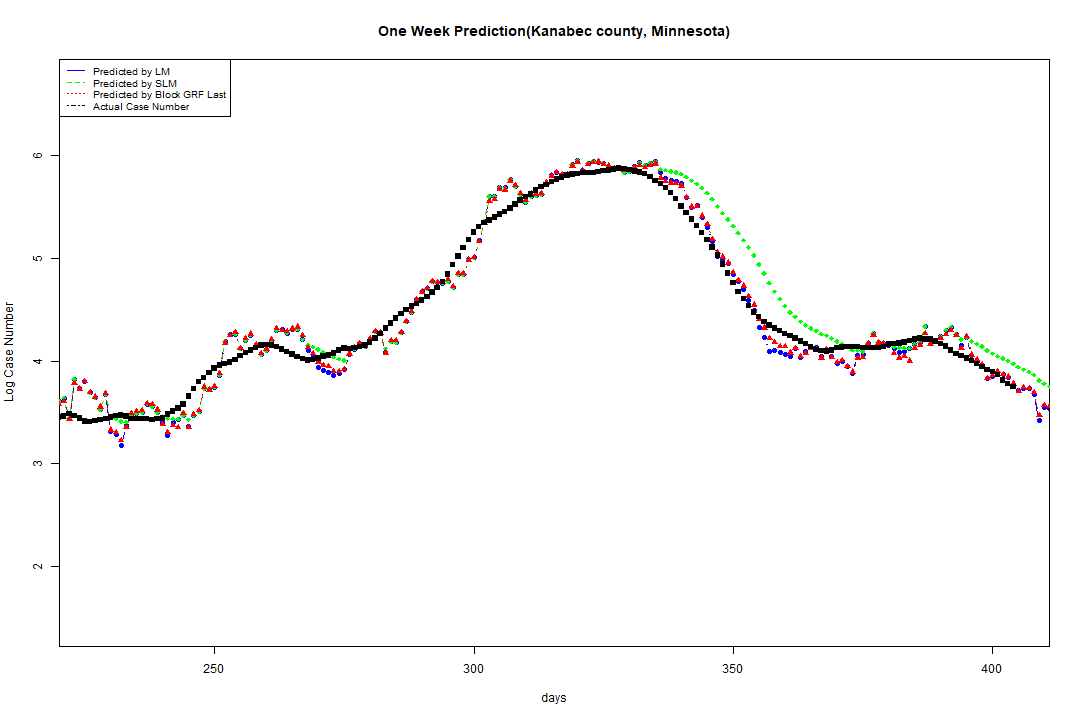 One Week Prediction(Kanabec county, Minnesota)
Predicted by LM
Predicted by SLM
Predicted by Block GRF Last
Actual Case Number
6
5
4
3
2
Log Case Number
250 300 350 400
days